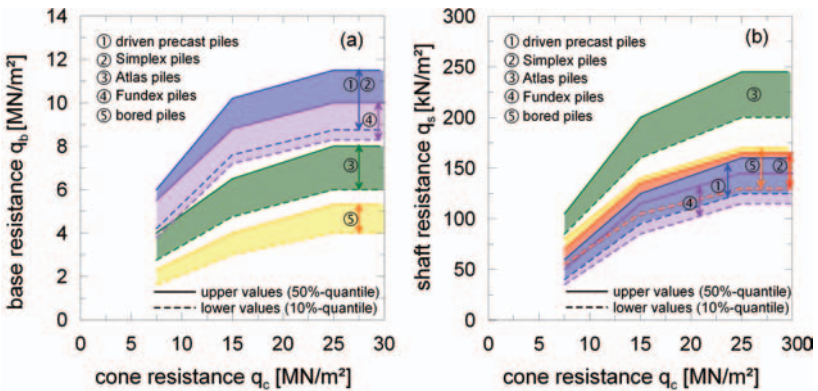 (a)
① driven precast piles
② Simplex piles
③ Atlas piles
④ Fundex piles
⑤ bored piles
① ②
④
③
⑤
upper values (50%-quantile)
lower values (10%-quantile)
14
12
10
8
6
4
2
0
base resistance q_b [MN/m²]
0 5 10 15 20 25 30
cone resistance q_c [MN/m²]
(b)
① driven precast piles
② Simplex piles
③ Atlas piles
④ Fundex piles
⑤ bored piles
③
⑤ ②
①
④
upper values (50%-quantile)
lower values (10%-quantile)
300
250
200
150
100
50
0
shaft resistance q_s [kN/m²]
0 5 10 15 20 25 300
cone resistance q_c [MN/m²]